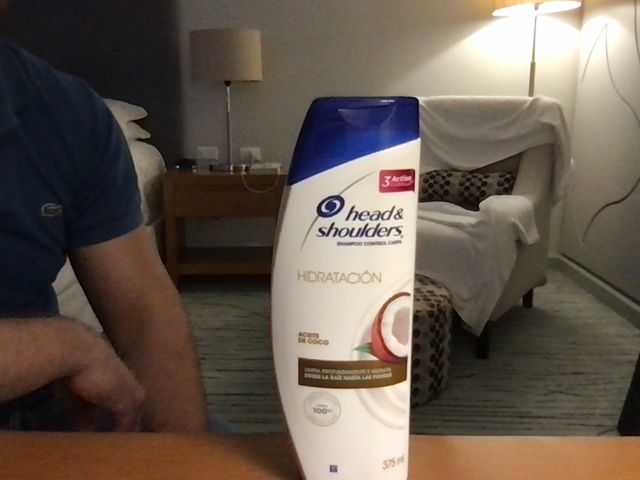 3 Action
head &
shoulders
SHAMPOO CONTROL CASPA
HIDRATACIÓN
ACEITE
DE COCO
LIMPIA PROFUNDAMENTE E HIDRATA
DESDE LA RAÍZ HASTA LAS PUNTAS
100%
375 ml